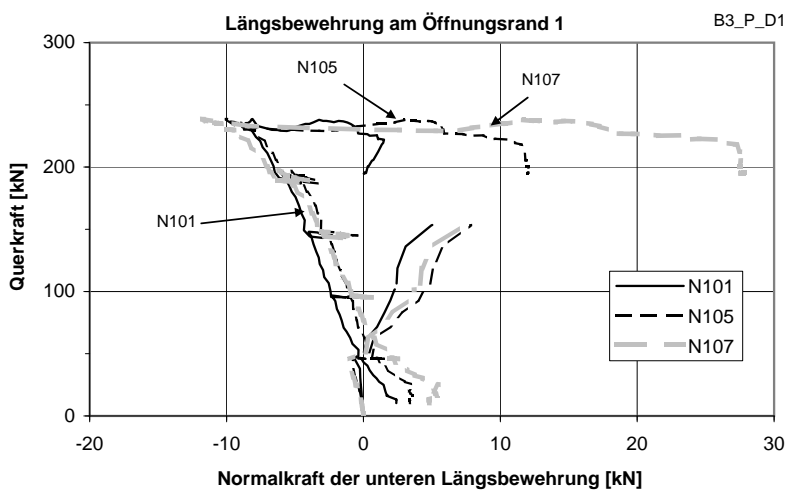 Längsbewehrung am Öffnungsrand 1
B3_P_D1
300
200
100
0
Querkraft [kN]
N105
N107
N101
N101
N105
N107
-20 -10 0 10 20 30
Normalkraft der unteren Längsbewehrung [kN]